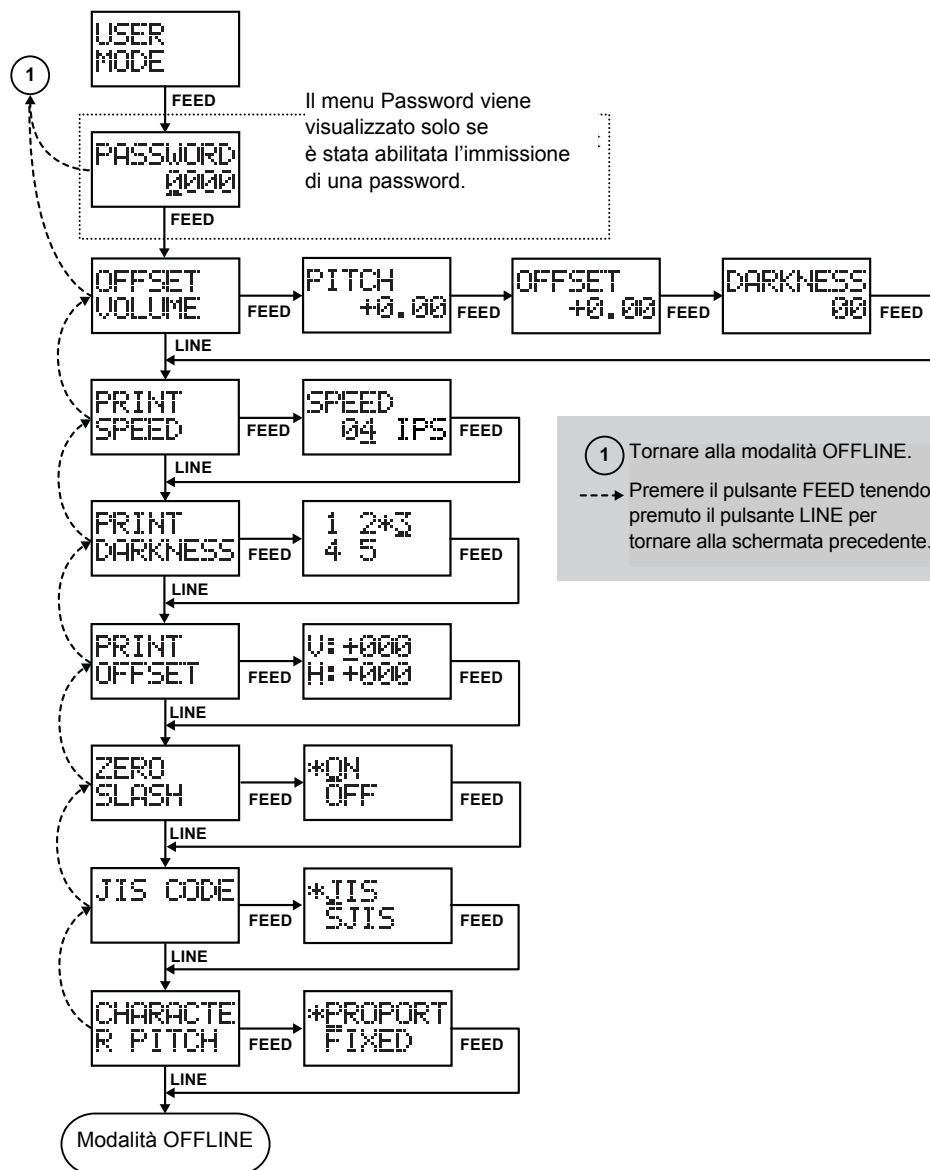 USER
MODE
1
FEED
Il menu Password viene
visualizzato solo se
è stata abilitata l'immissione
di una password.
PASSWORD
0000
FEED
OFFSET
VOLUME
FEED
PITCH
+0.00
FEED
OFFSET
+0.00
FEED
DARKNESS
00
FEED
LINE
PRINT
SPEED
FEED
SPEED
04 IPS
FEED
LINE
1 Tornare alla modalità OFFLINE.
Premere il pulsante FEED tenendo
premuto il pulsante LINE per
tornare alla schermata precedente.
PRINT
DARKNESS
FEED
1 2*3
4 5
FEED
LINE
PRINT
OFFSET
FEED
V:+000
H:+000
FEED
LINE
ZERO
SLASH
FEED
*ON
OFF
FEED
LINE
JIS CODE
FEED
*JIS
SJIS
FEED
LINE
CHARACTE
R PITCH
FEED
*PROPORT
FIXED
FEED
LINE
Modalità OFFLINE